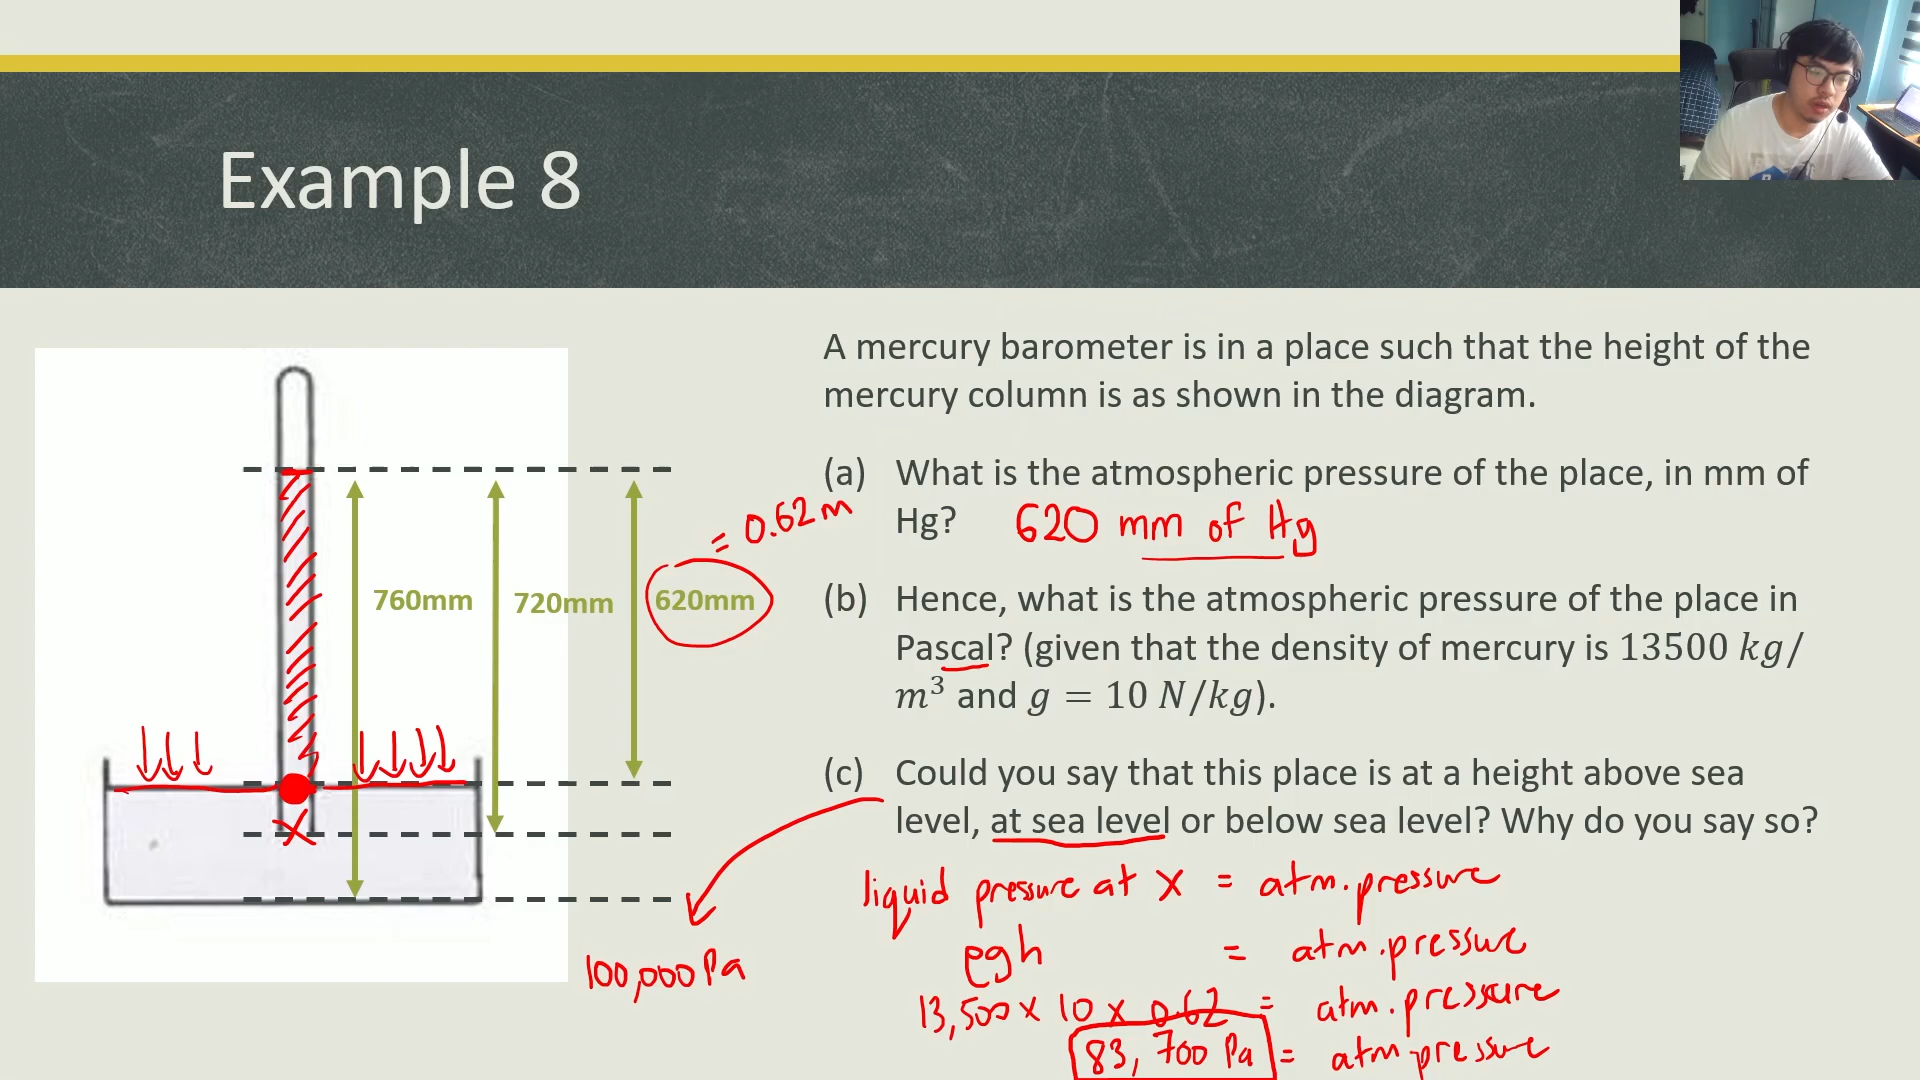 Example 8
A mercury barometer is in a place such that the height of the
mercury column is as shown in the diagram.
(a) What is the atmospheric pressure of the place, in mm of
Hg? 620 mm of Hg
= 0.62 m
760mm 720mm 620mm
(b) Hence, what is the atmospheric pressure of the place in
Pascal? (given that the density of mercury is 13500 kg/
m³ and g = 10 N/kg).
(c) Could you say that this place is at a height above sea
level, at sea level or below sea level? Why do you say so?
X
100,000 Pa
liquid pressure at X = atm. pressure
ρgh = atm. pressure
13,500 x 10 x 0.62 = atm. pressure
83,700 Pa = atm. pressure